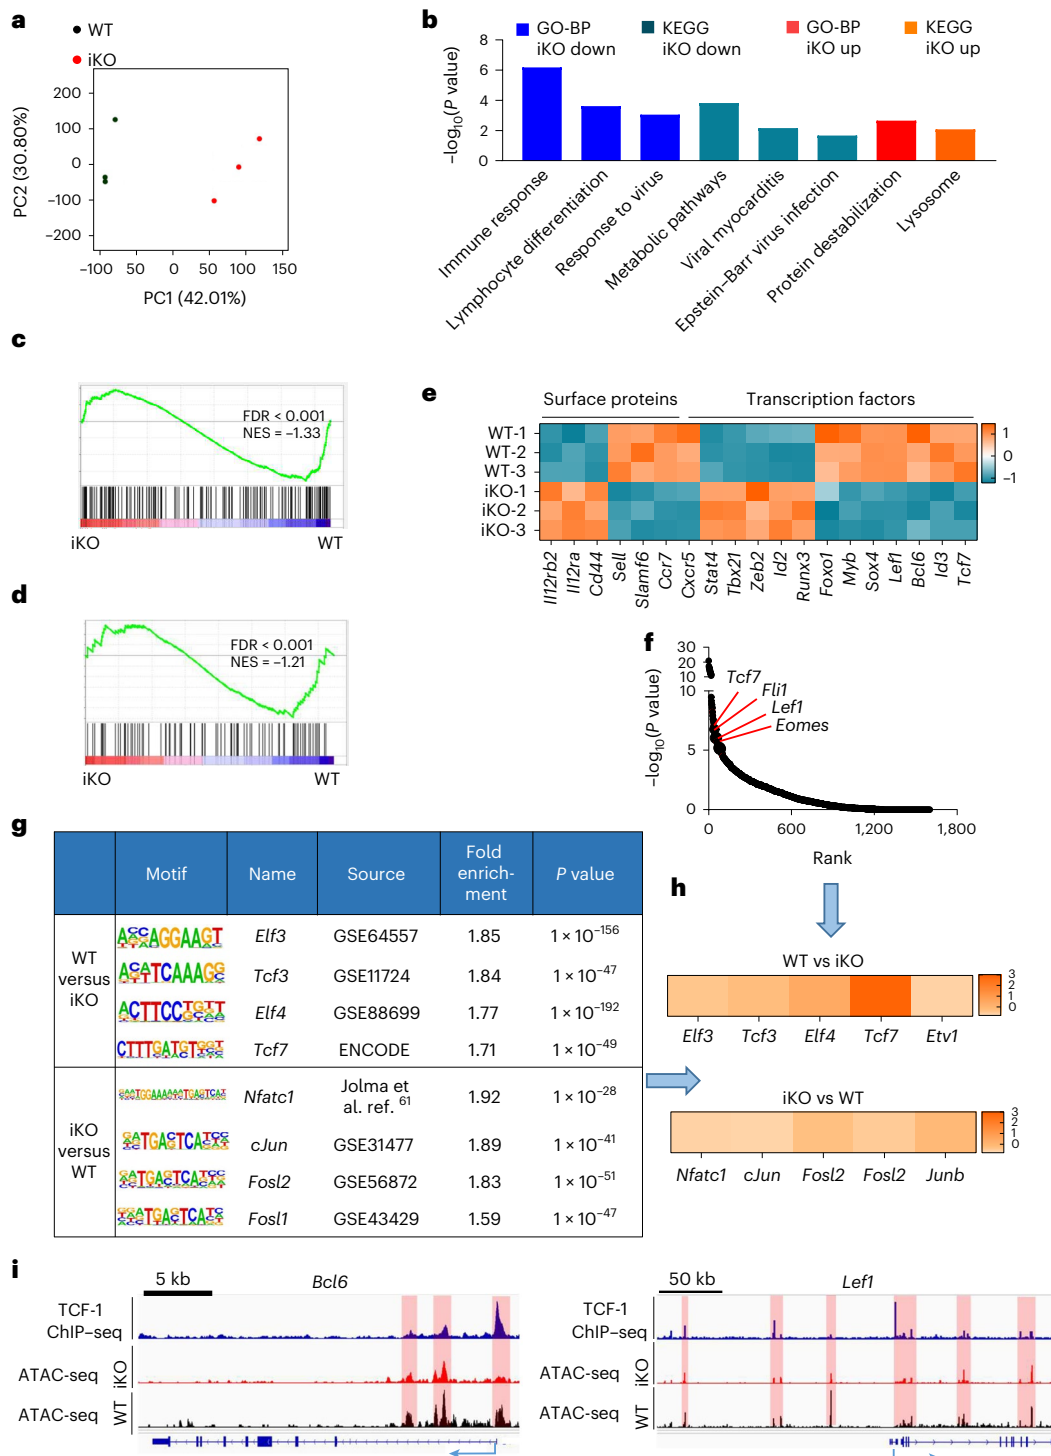 a
WT
iKO
PC2 (30.80%)
200
100
0
−100
−200
−100 50 0 50 100 150
PC1 (42.01%)
b
GO-BP iKO down
KEGG iKO down
GO-BP iKO up
KEGG iKO up
−log10(P value)
8
6
4
2
0
Immune response
Lymphocyte differentiation
Response to virus
Metabolic pathways
Viral myocarditis
Epstein–Barr virus infection
Protein destabilization
Lysosome
c
FDR < 0.001
NES = −1.33
iKO WT
d
FDR < 0.001
NES = −1.21
iKO WT
e
Surface proteins Transcription factors
WT-1
WT-2
WT-3
iKO-1
iKO-2
iKO-3
1
0
−1
Il12rb2
Il12ra
Cd44
Sell
Slamf6
Ccr7
Cxcr5
Stat4
Tbx21
Zeb2
Id2
Runx3
Foxo1
Myb
Sox4
Lef1
Bcl6
Id3
Tcf7
f
−log10(P value)
30
20
10
10
5
0
Tcf7
Fli1
Lef1
Eomes
0 600 1,200 1,800
Rank
g
Motif Name Source Fold enrich-ment P value
WT versus iKO
AGGAAGT Elf3 GSE64557 1.85 1 × 10−156
TCAAAG Tcf3 GSE11724 1.84 1 × 10−47
ACTTCC Elf4 GSE88699 1.77 1 × 10−192
CTTTGATGT Tcf7 ENCODE 1.71 1 × 10−49
iKO versus WT
Nfatc1 Jolma et al. ref. 61 1.92 1 × 10−28
TGAGTCA cJun GSE31477 1.89 1 × 10−41
TGAGTCA Fosl2 GSE56872 1.83 1 × 10−51
TGAGTCA Fosl1 GSE43429 1.59 1 × 10−47
h
WT vs iKO
3
2
1
0
Elf3 Tcf3 Elf4 Tcf7 Etv1
iKO vs WT
3
2
1
0
Nfatc1 cJun Fosl2 Fosl2 Junb
i
5 kb Bcl6
TCF-1 ChIP–seq
ATAC-seq iKO
ATAC-seq WT
50 kb Lef1
TCF-1 ChIP–seq
ATAC-seq iKO
ATAC-seq WT